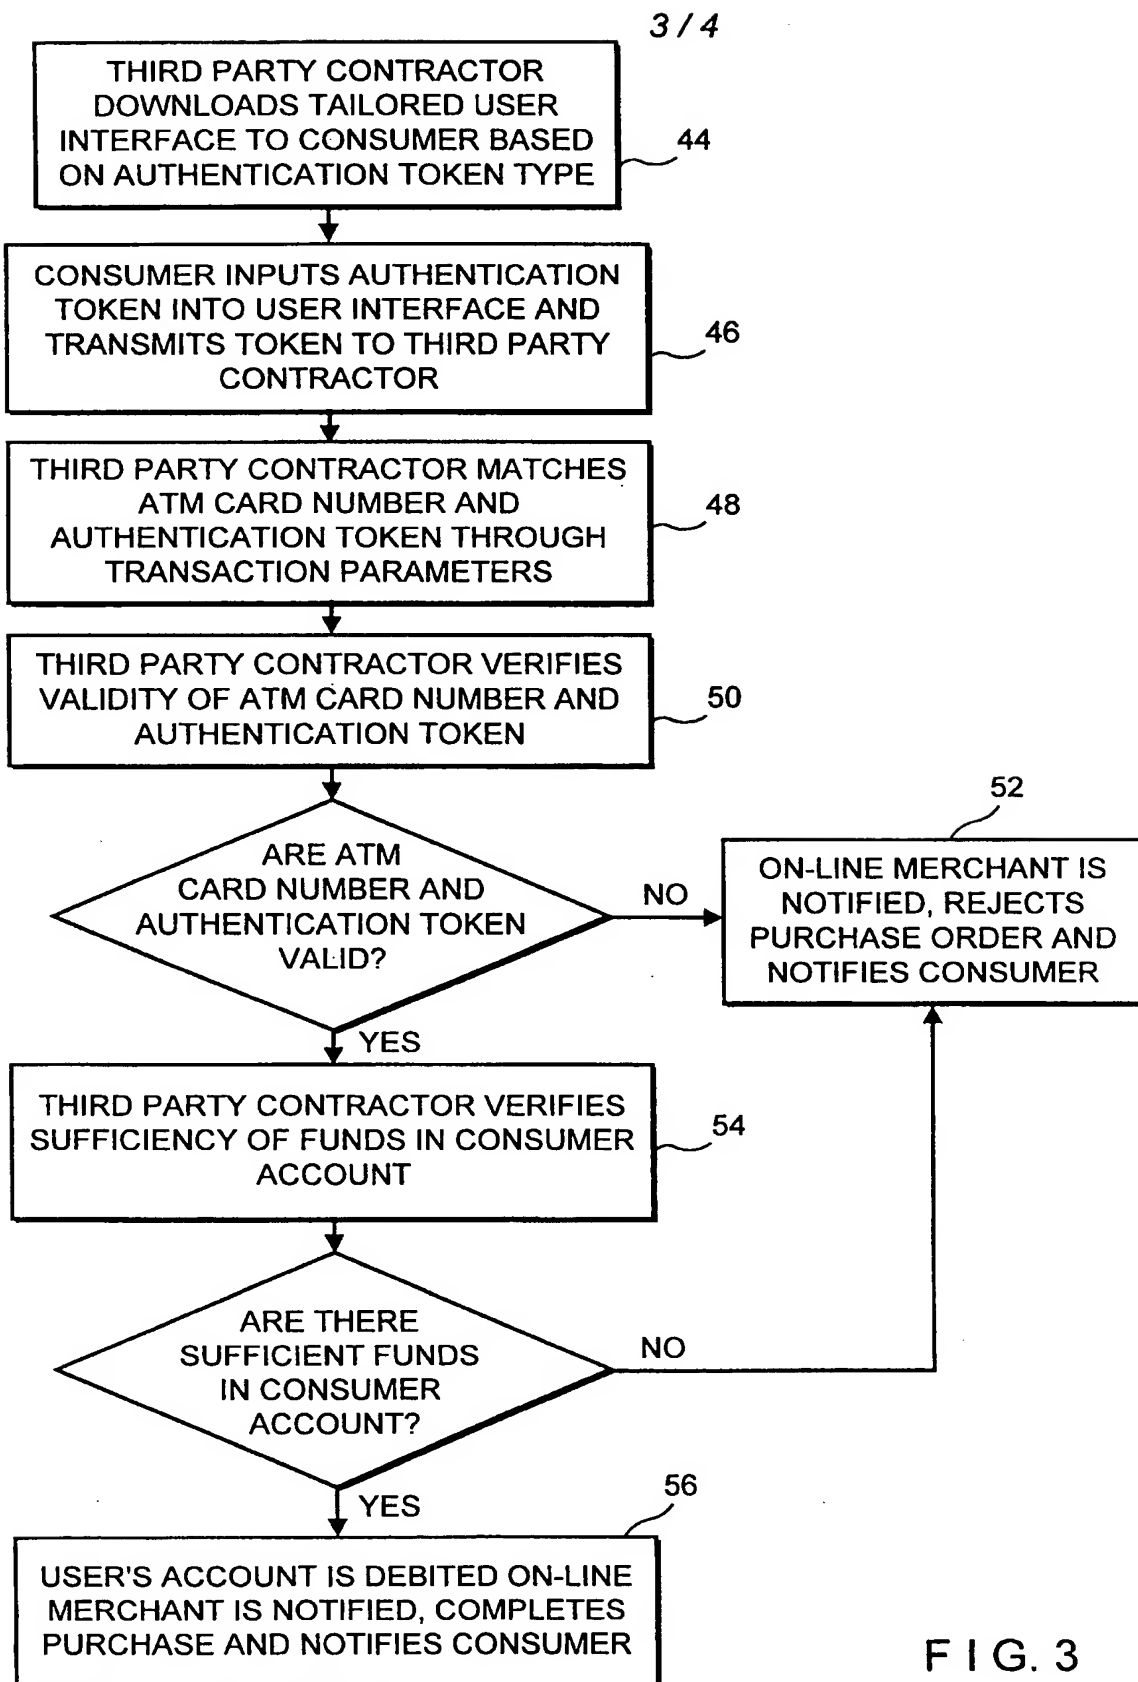 3 / 4
THIRD PARTY CONTRACTOR
DOWNLOADS TAILORED USER
INTERFACE TO CONSUMER BASED
ON AUTHENTICATION TOKEN TYPE
44
CONSUMER INPUTS AUTHENTICATION
TOKEN INTO USER INTERFACE AND
TRANSMITS TOKEN TO THIRD PARTY
CONTRACTOR
46
THIRD PARTY CONTRACTOR MATCHES
ATM CARD NUMBER AND
AUTHENTICATION TOKEN THROUGH
TRANSACTION PARAMETERS
48
THIRD PARTY CONTRACTOR VERIFIES
VALIDITY OF ATM CARD NUMBER AND
AUTHENTICATION TOKEN
50
ARE ATM
CARD NUMBER AND
AUTHENTICATION TOKEN
VALID?
NO
52
ON-LINE MERCHANT IS
NOTIFIED, REJECTS
PURCHASE ORDER AND
NOTIFIES CONSUMER
YES
THIRD PARTY CONTRACTOR VERIFIES
SUFFICIENCY OF FUNDS IN CONSUMER
ACCOUNT
54
ARE THERE
SUFFICIENT FUNDS
IN CONSUMER
ACCOUNT?
NO
YES
56
USER'S ACCOUNT IS DEBITED ON-LINE
MERCHANT IS NOTIFIED, COMPLETES
PURCHASE AND NOTIFIES CONSUMER
F I G. 3